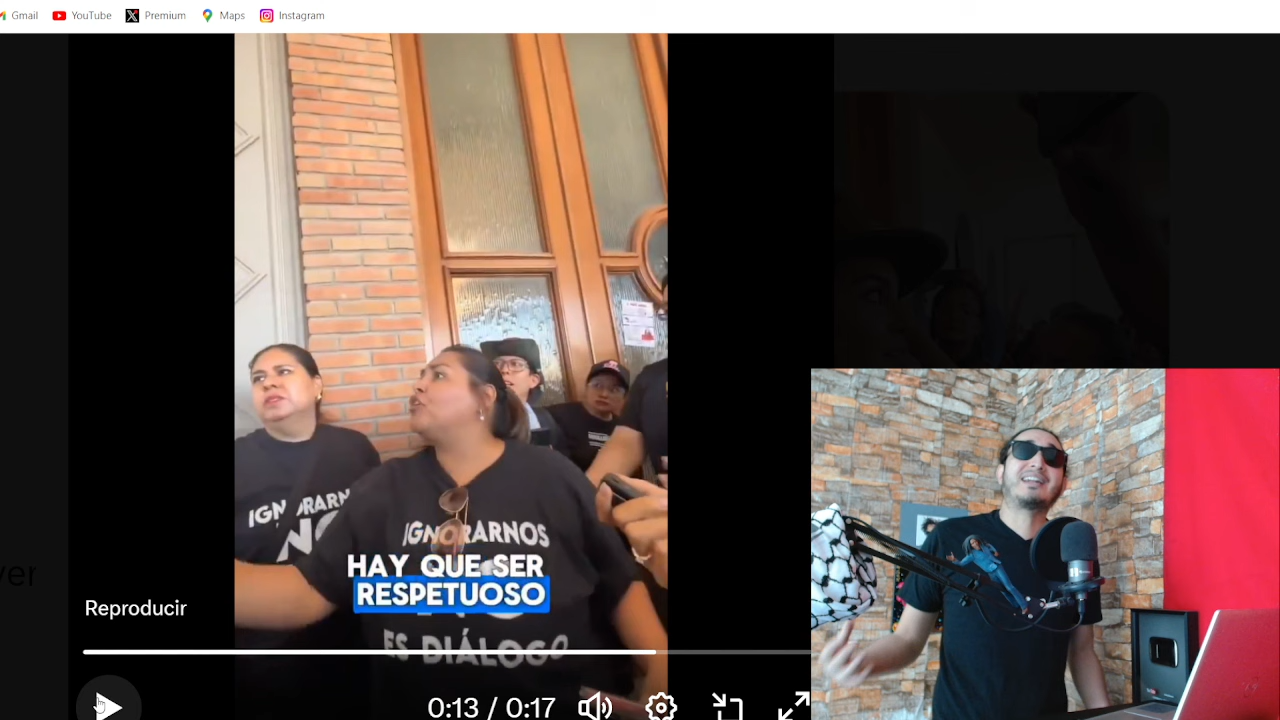 Gmail
YouTube
Premium
Maps
Instagram
IGNORARNOS
HAY QUE SER
RESPETUOSO
ES DIÁLOGO
Reproducir
0:13 / 0:17